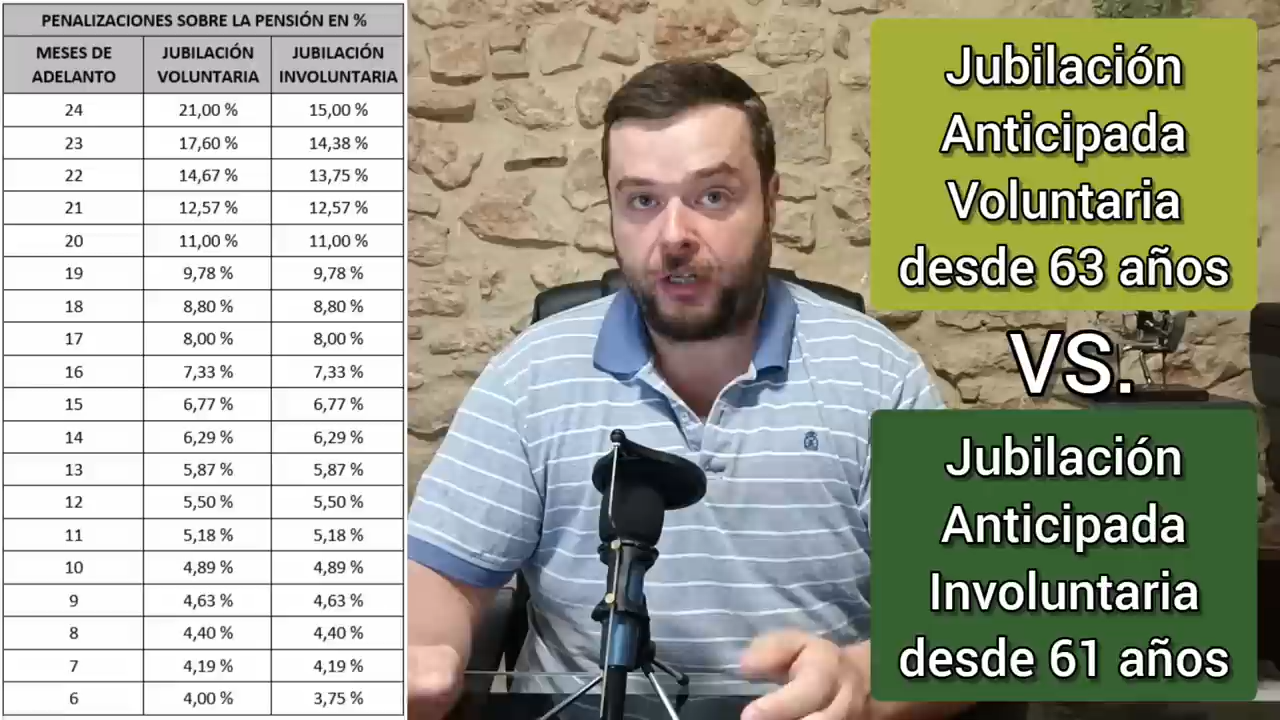 PENALIZACIONES SOBRE LA PENSIÓN EN %
MESES DE ADELANTO JUBILACIÓN VOLUNTARIA JUBILACIÓN INVOLUNTARIA
24 21,00 % 15,00 %
23 17,60 % 14,38 %
22 14,67 % 13,75 %
21 12,57 % 12,57 %
20 11,00 % 11,00 %
19 9,78 % 9,78 %
18 8,80 % 8,80 %
17 8,00 % 8,00 %
16 7,33 % 7,33 %
15 6,77 % 6,77 %
14 6,29 % 6,29 %
13 5,87 % 5,87 %
12 5,50 % 5,50 %
11 5,18 % 5,18 %
10 4,89 % 4,89 %
9 4,63 % 4,63 %
8 4,40 % 4,40 %
7 4,19 % 4,19 %
6 4,00 % 3,75 %
Jubilación
Anticipada
Voluntaria
desde 63 años
VS.
Jubilación
Anticipada
Involuntaria
desde 61 años